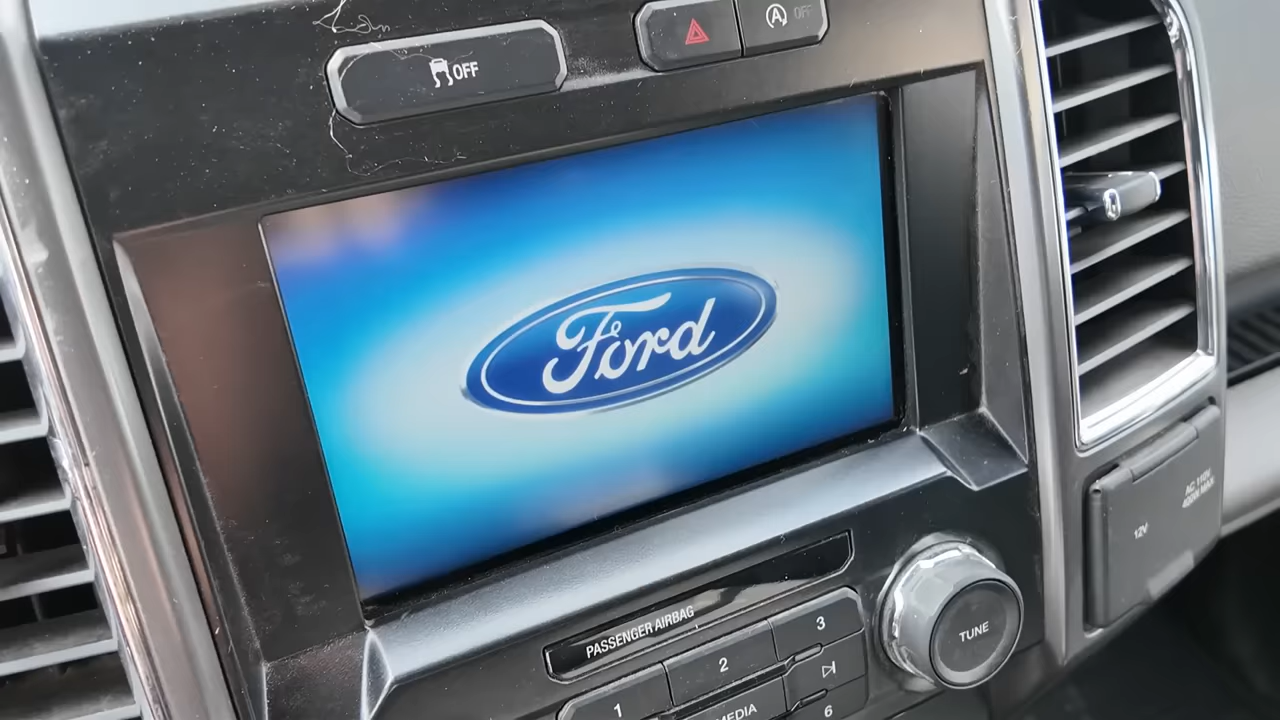 OFF
OFF
Ford
AC 110V
400W MAX
12V
PASSENGER AIRBAG
TUNE
1
2
3
MEDIA
6